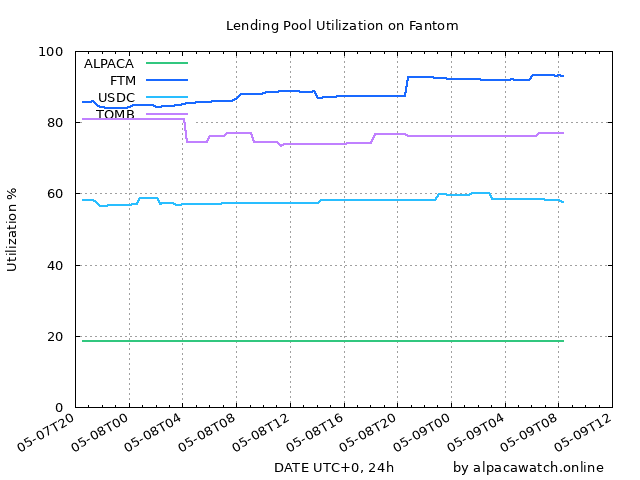 Lending Pool Utilization on Fantom
100
80
60
40
20
0
Utilization %
ALPACA
FTM
USDC
TOMB
05-07T20
05-08T00
05-08T04
05-08T08
05-08T12
05-08T16
05-08T20
05-09T00
05-09T04
05-09T08
05-09T12
DATE UTC+0, 24h
by alpacawatch.online